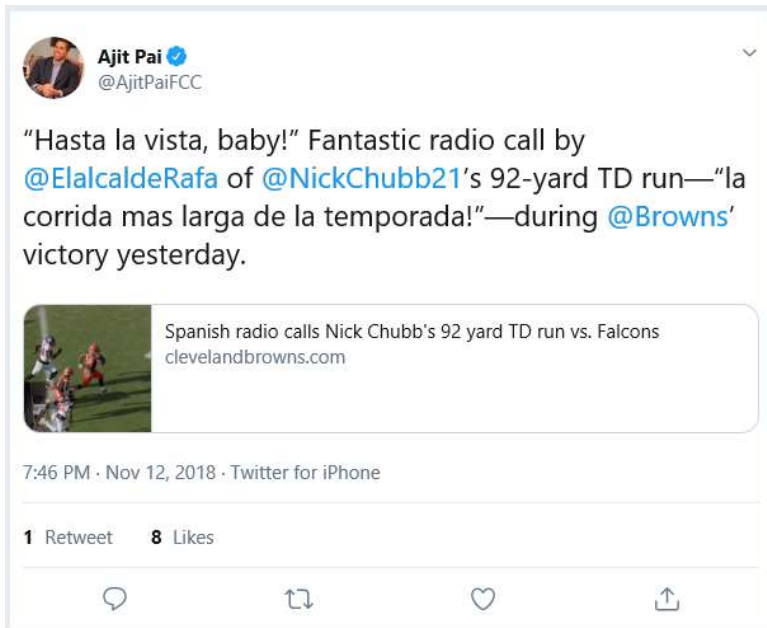 Ajit Pai
@AjitPaiFCC
“Hasta la vista, baby!” Fantastic radio call by
@ElalcaldeRafa of @NickChubb21’s 92-yard TD run—“la
corrida mas larga de la temporada!”—during @Browns’
victory yesterday.
Spanish radio calls Nick Chubb's 92 yard TD run vs. Falcons
clevelandbrowns.com
7:46 PM · Nov 12, 2018 · Twitter for iPhone
1 Retweet 8 Likes